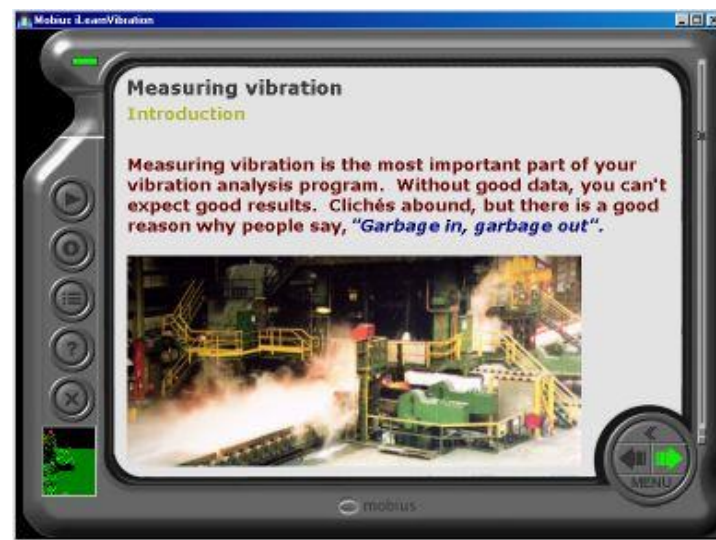 Mobius iLearnVibration
Measuring vibration
Introduction
Measuring vibration is the most important part of your
vibration analysis program.  Without good data, you can't
expect good results.  Clichés abound, but there is a good
reason why people say, "Garbage in, garbage out".
MENU
mobius